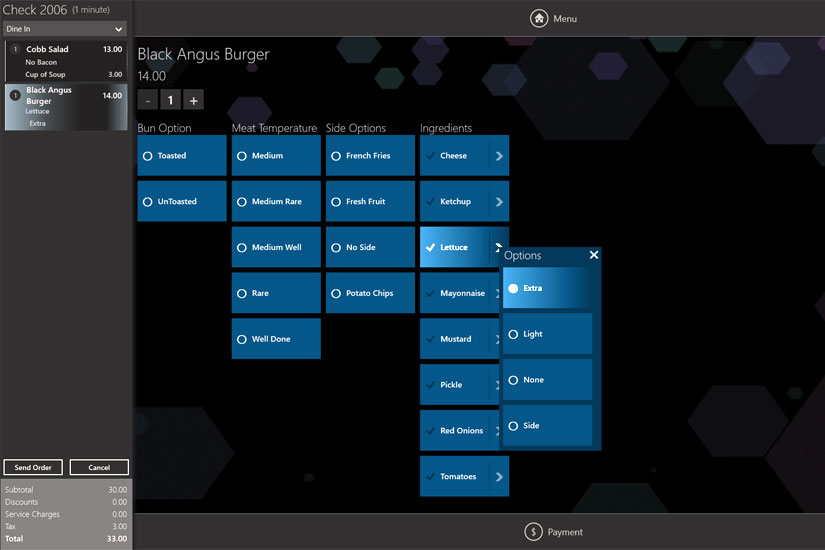 Check 2006 (1 minute)
Dine In
1 Cobb Salad 13.00
No Bacon
Cup of Soup 3.00
1 Black Angus Burger 14.00
Lettuce
Extra
Send Order Cancel
Subtotal 30.00
Discounts 0.00
Service Charges 0.00
Tax 3.00
Total 33.00
Menu
Black Angus Burger
14.00
- 1 +
Bun Option
Toasted
UnToasted
Meat Temperature
Medium
Medium Rare
Medium Well
Rare
Well Done
Side Options
French Fries
Fresh Fruit
No Side
Potato Chips
Ingredients
Cheese
Ketchup
Lettuce
Mayonnaise
Mustard
Pickle
Red Onions
Tomatoes
Options
Extra
Light
None
Side
$ Payment